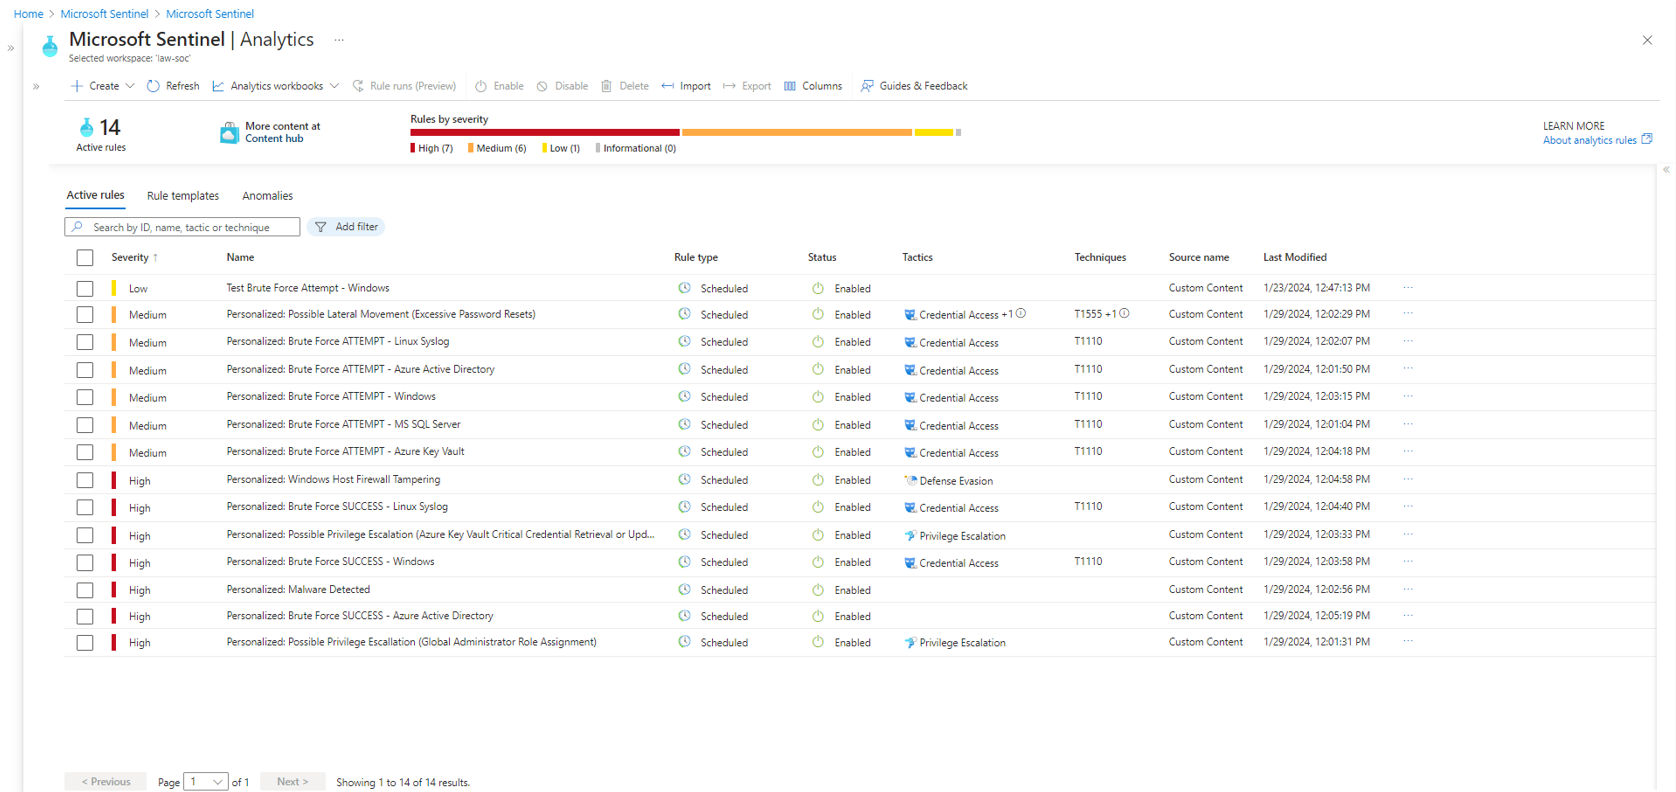 Home > Microsoft Sentinel > Microsoft Sentinel
Microsoft Sentinel | Analytics ...
Selected workspace: 'law-soc'
Create Refresh Analytics workbooks Rule runs (Preview) Enable Disable Delete Import Export Columns Guides & Feedback
14
Active rules
More content at
Content hub
Rules by severity
High (7) Medium (6) Low (1) Informational (0)
LEARN MORE
About analytics rules
Active rules Rule templates Anomalies
Search by ID, name, tactic or technique Add filter
Severity ↑ Name Rule type Status Tactics Techniques Source name Last Modified
Low Test Brute Force Attempt - Windows Scheduled Enabled Custom Content 1/23/2024, 12:47:13 PM ...
Medium Personalized: Possible Lateral Movement (Excessive Password Resets) Scheduled Enabled Credential Access +1 T1555 +1 Custom Content 1/29/2024, 12:02:29 PM ...
Medium Personalized: Brute Force ATTEMPT - Linux Syslog Scheduled Enabled Credential Access T1110 Custom Content 1/29/2024, 12:02:07 PM ...
Medium Personalized: Brute Force ATTEMPT - Azure Active Directory Scheduled Enabled Credential Access T1110 Custom Content 1/29/2024, 12:01:50 PM ...
Medium Personalized: Brute Force ATTEMPT - Windows Scheduled Enabled Credential Access T1110 Custom Content 1/29/2024, 12:03:15 PM ...
Medium Personalized: Brute Force ATTEMPT - MS SQL Server Scheduled Enabled Credential Access T1110 Custom Content 1/29/2024, 12:01:04 PM ...
Medium Personalized: Brute Force ATTEMPT - Azure Key Vault Scheduled Enabled Credential Access T1110 Custom Content 1/29/2024, 12:04:18 PM ...
High Personalized: Windows Host Firewall Tampering Scheduled Enabled Defense Evasion Custom Content 1/29/2024, 12:04:58 PM ...
High Personalized: Brute Force SUCCESS - Linux Syslog Scheduled Enabled Credential Access T1110 Custom Content 1/29/2024, 12:04:40 PM ...
High Personalized: Possible Privilege Escalation (Azure Key Vault Critical Credential Retrieval or Upd... Scheduled Enabled Privilege Escalation Custom Content 1/29/2024, 12:03:33 PM ...
High Personalized: Brute Force SUCCESS - Windows Scheduled Enabled Credential Access T1110 Custom Content 1/29/2024, 12:03:58 PM ...
High Personalized: Malware Detected Scheduled Enabled Custom Content 1/29/2024, 12:02:56 PM ...
High Personalized: Brute Force SUCCESS - Azure Active Directory Scheduled Enabled Custom Content 1/29/2024, 12:05:19 PM ...
High Personalized: Possible Privilege Escallation (Global Administrator Role Assignment) Scheduled Enabled Privilege Escalation Custom Content 1/29/2024, 12:01:31 PM ...
< Previous Page 1 of 1 Next > Showing 1 to 14 of 14 results.